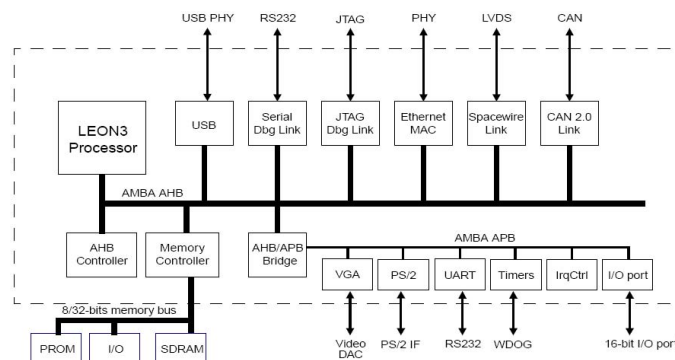 USB PHY
RS232
JTAG
PHY
LVDS
CAN
LEON3
Processor
USB
Serial
Dbg Link
JTAG
Dbg Link
Ethernet
MAC
Spacewire
Link
CAN 2.0
Link
AMBA AHB
AHB
Controller
Memory
Controller
AHB/APB
Bridge
AMBA APB
VGA
PS/2
UART
Timers
IrqCtrl
I/O port
8/32-bits memory bus
PROM
I/O
SDRAM
Video
DAC
PS/2 IF
RS232
WDOG
16-bit I/O port